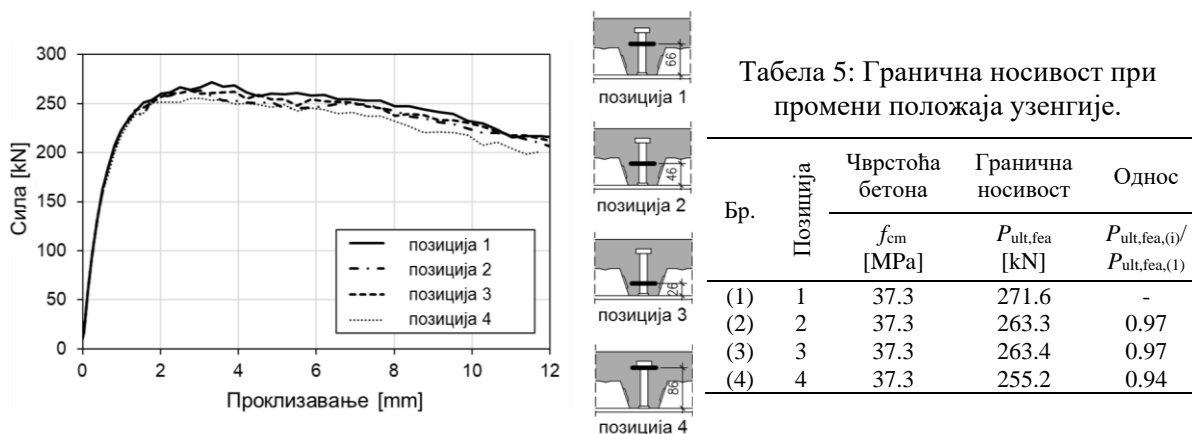 300
250
200
150
100
50
0
Сила [kN]
позиција 1
позиција 2
позиција 3
позиција 4
0 2 4 6 8 10 12
Проклизавање [mm]
66
позиција 1
46
позиција 2
26
позиција 3
86
позиција 4
Табела 5: Гранична носивост при
промени положаја узенгије.
Бр. Позиција Чврстоћа бетона Гранична носивост Однос
fcm [MPa] Pult,fea [kN] Pult,fea,(i)/ Pult,fea,(1)
(1) 1 37.3 271.6 -
(2) 2 37.3 263.3 0.97
(3) 3 37.3 263.4 0.97
(4) 4 37.3 255.2 0.94